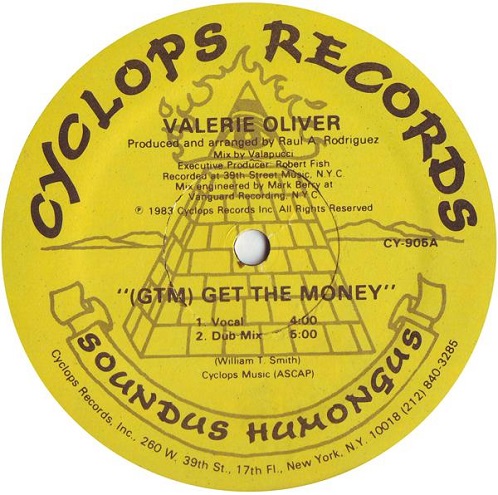 CYCLOPS RECORDS
VALERIE OLIVER
Produced and arranged by Raul A. Rodriguez
Mix by Valapucci
Executive Producer: Robert Fish
Recorded at 39th Street Music, N.Y.C.
Mix engineered by Mark Berry at
Vanguard Recording, N.Y.C.
℗ 1983 Cyclops Records Inc. All Rights Reserved
CY-905A
"(GTM) GET THE MONEY"
1. Vocal 4:00
2. Dub Mix 5:00
(William T. Smith)
Cyclops Music (ASCAP)
SOUNDUS HUMONGUS
Cyclops Records, Inc., 260 W. 39th St., 17th Fl., New York, N.Y. 10018 (212) 840-3285